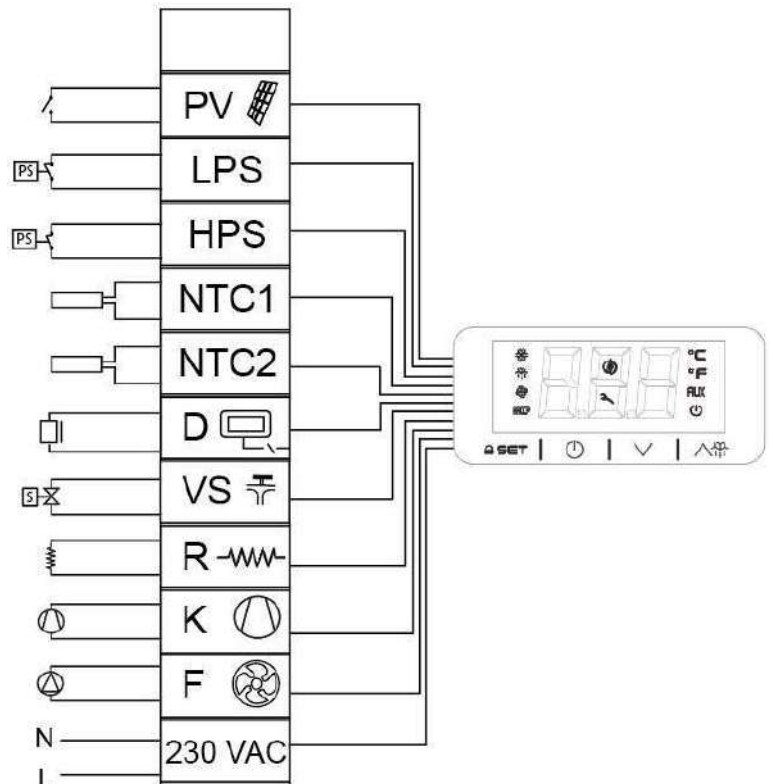 PV
PS LPS
PS HPS
NTC1
NTC2
D
S VS
R
K
F
N 230 VAC
L
°C
°F
AUX
SET